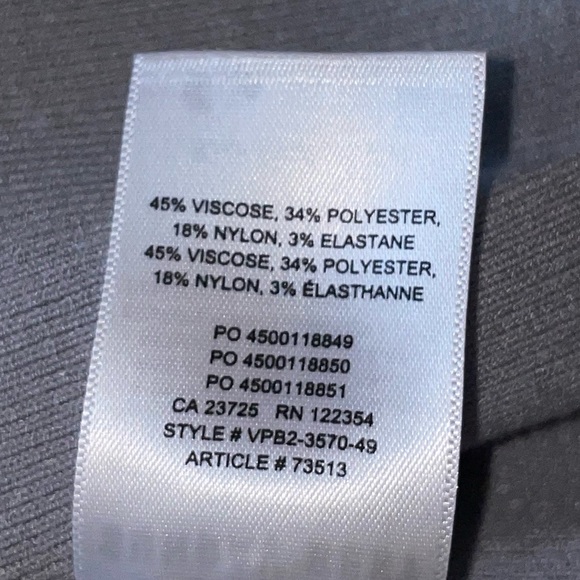 45% VISCOSE, 34% POLYESTER,
18% NYLON, 3% ELASTANE
45% VISCOSE, 34% POLYESTER,
18% NYLON, 3% ÉLASTHANNE
PO 4500118849
PO 4500118850
PO 4500118851
CA 23725 RN 122354
STYLE # VPB2-3570-49
ARTICLE # 73513